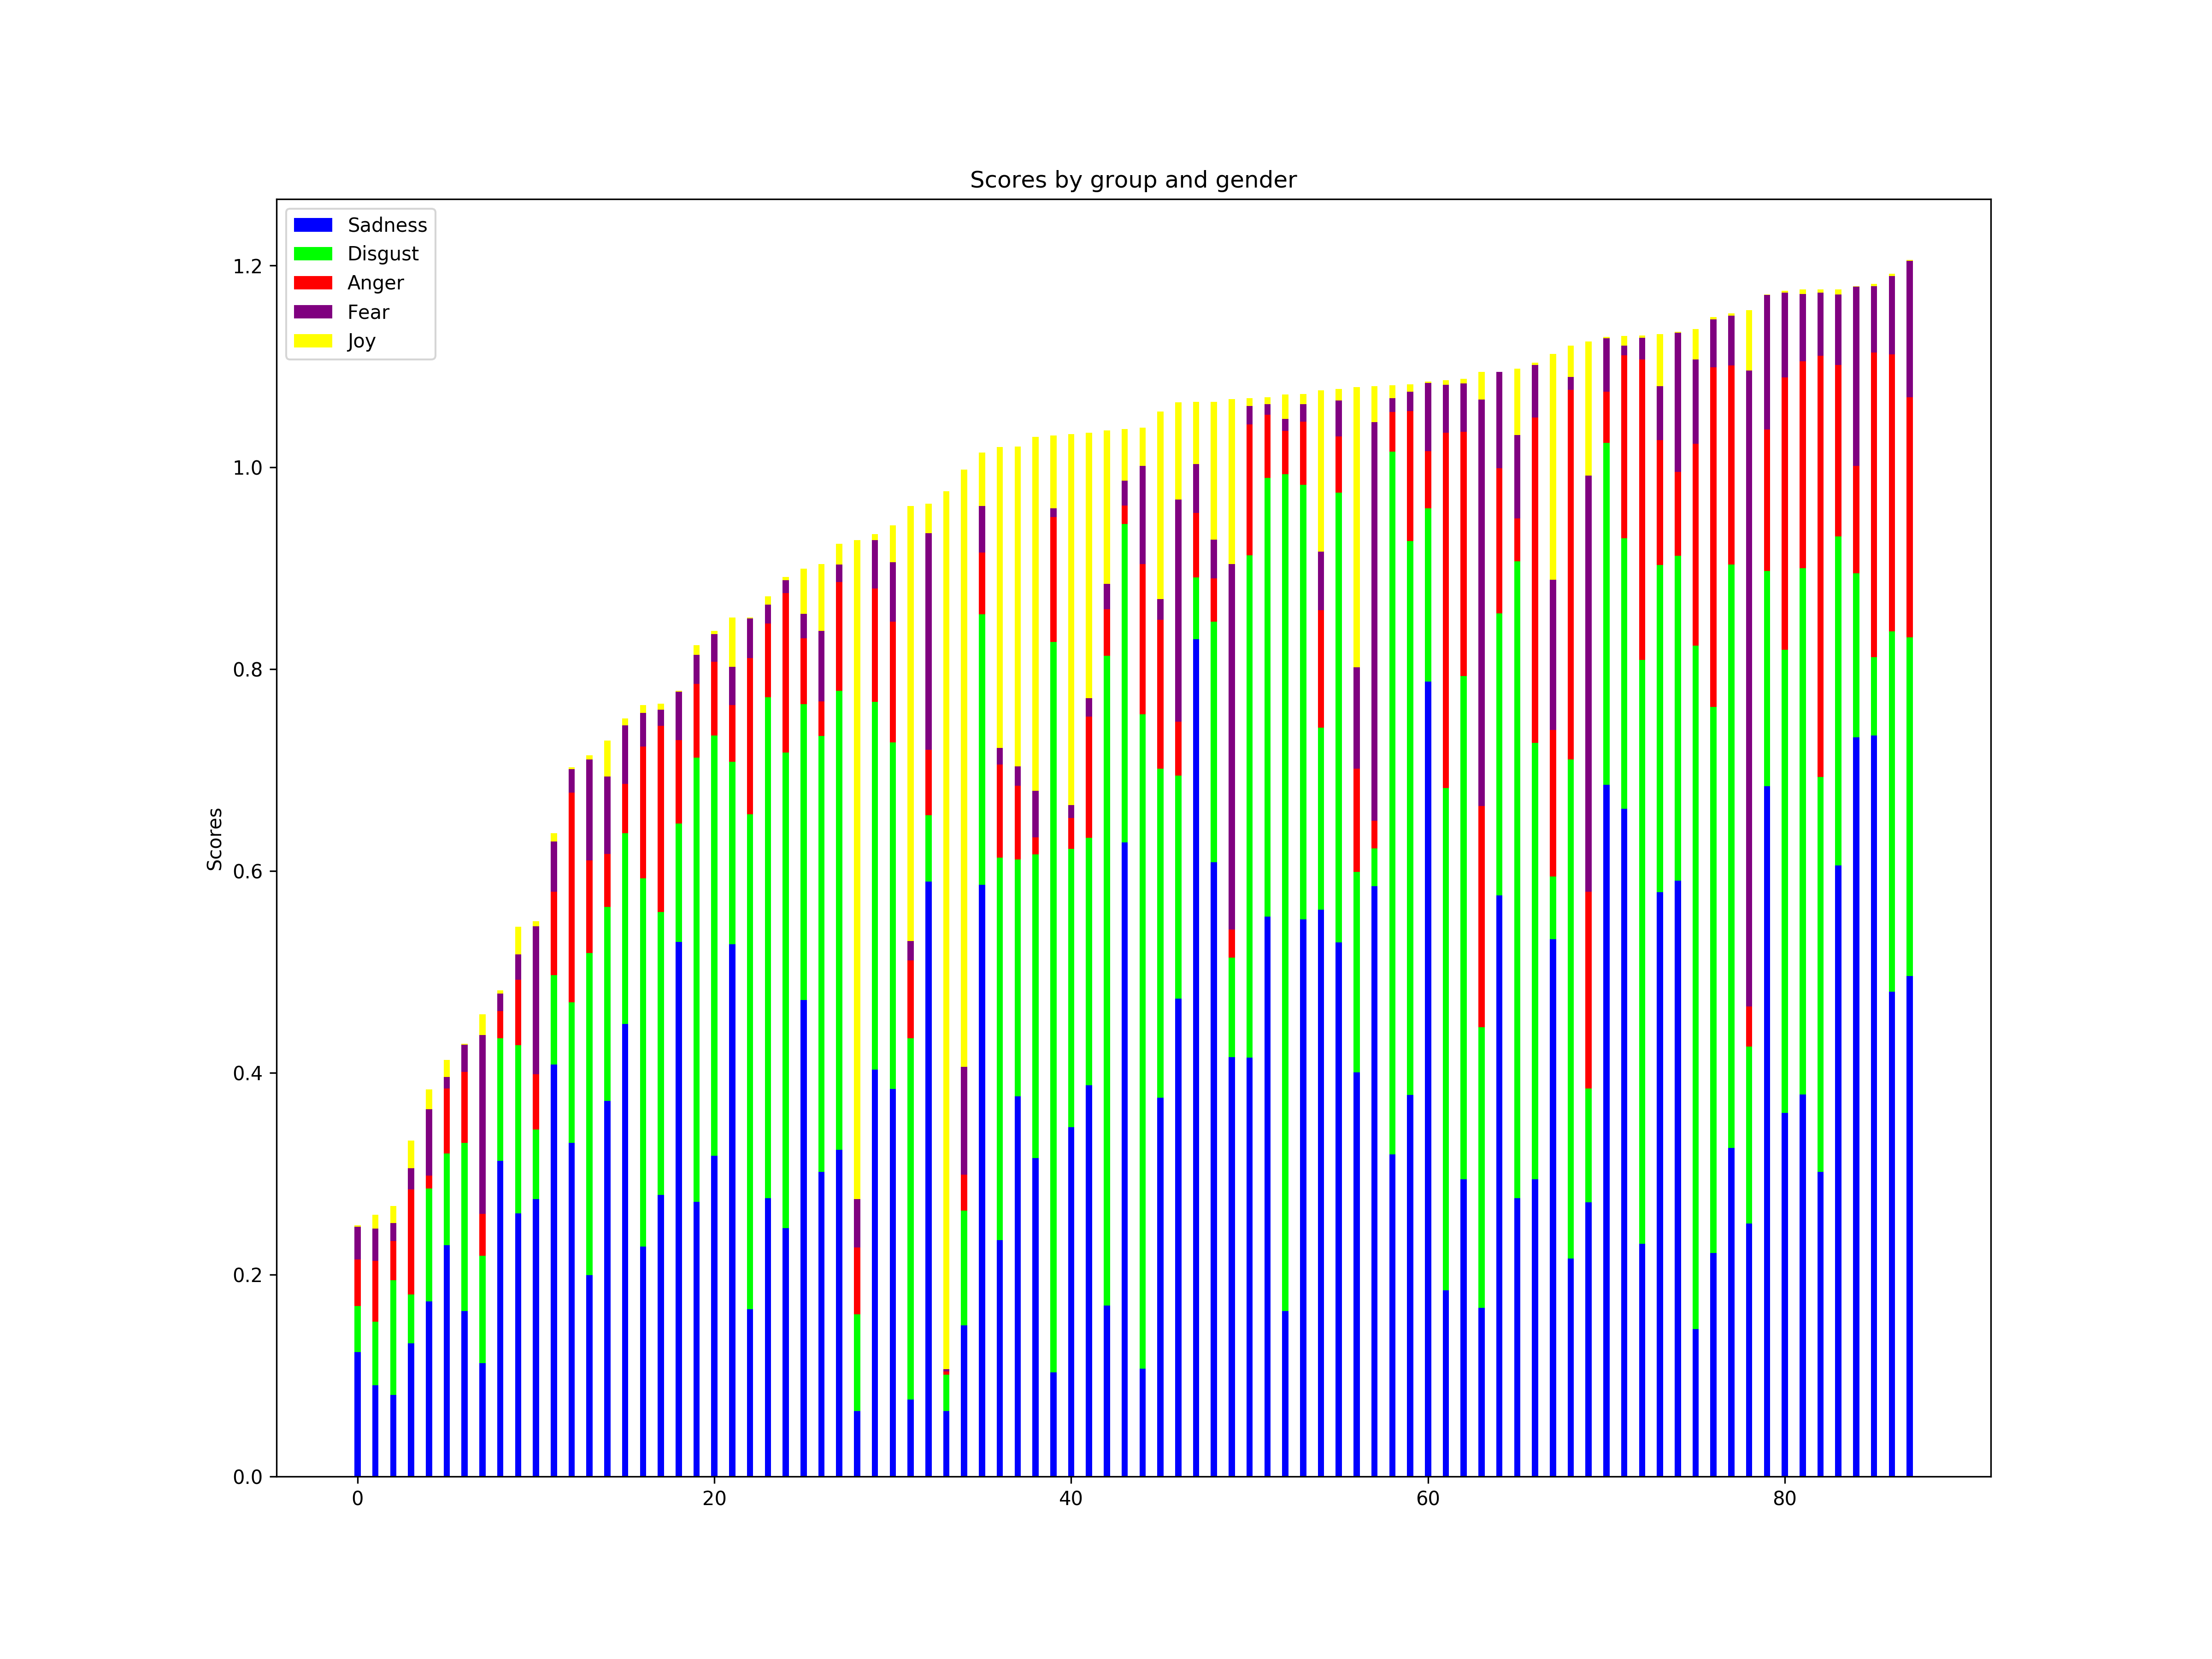 Scores by group and gender
Sadness
Disgust
Anger
Fear
Joy
Scores
1.2
1.0
0.8
0.6
0.4
0.2
0.0
0 20 40 60 80